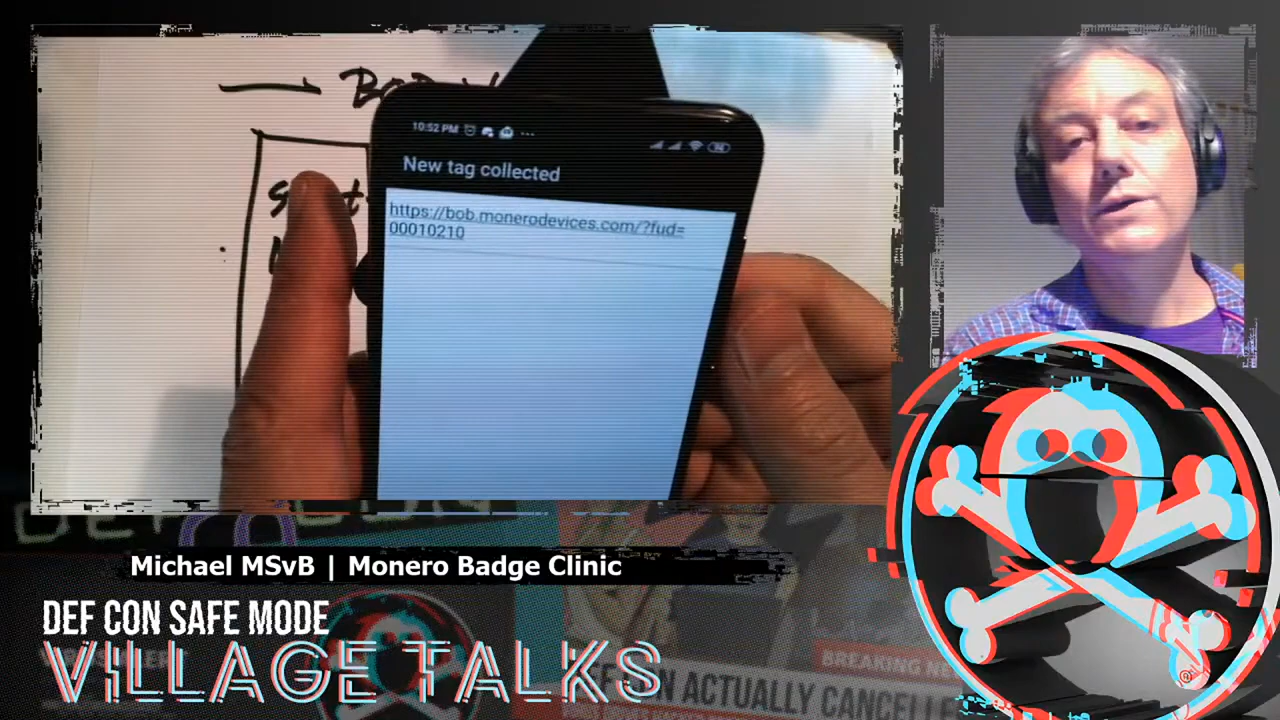 10:52 PM
New tag collected
https://bob.monerodevices.com/?fud=
00010210
Michael MSvB | Monero Badge Clinic
DEF CON SAFE MODE
VILLAGE TALKS
BREAKING
CON ACTUALLY CANCELLE